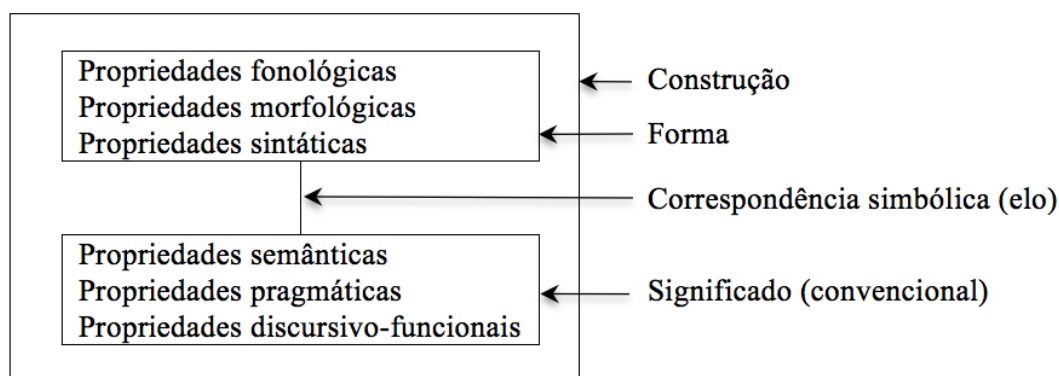 Propriedades fonológicas
Propriedades morfológicas
Propriedades sintáticas
Construção
Forma
Correspondência simbólica (elo)
Propriedades semânticas
Propriedades pragmáticas
Propriedades discursivo-funcionais
Significado (convencional)